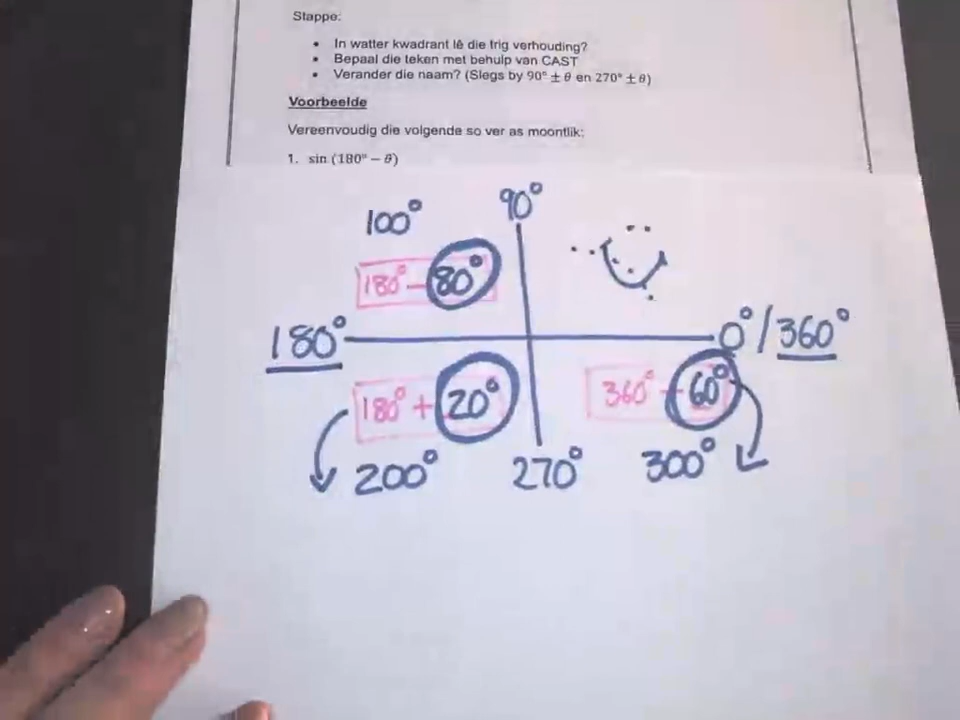 Stappe:
• In watter kwadrant lê die trig verhouding?
• Bepaal die teken met behulp van CAST
• Verander die naam? (Slegs by 90° ± θ en 270° ± θ)
Voorbeelde
Vereenvoudig die volgende so ver as moontlik:
1. sin (180° − θ)
90°
100°
180° − 80°
180°
0° / 360°
180° + 20°
360° − 60°
200°
270°
300°